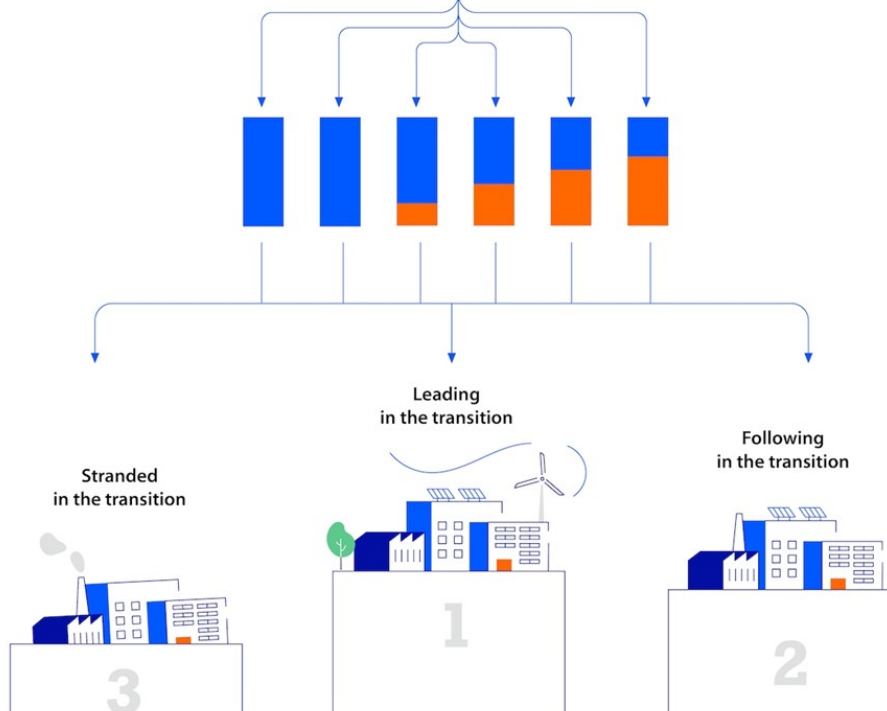 Leading
in the transition
Following
in the transition
Stranded
in the transition
1
2
3